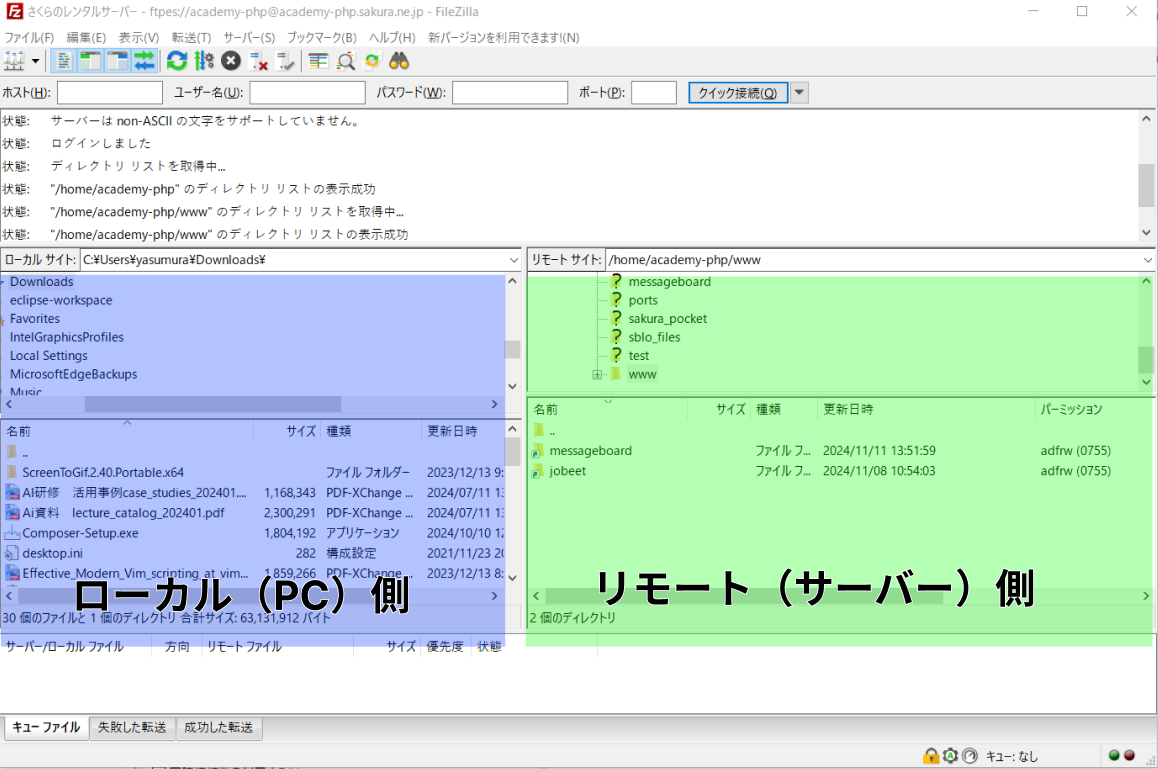 さくらのレンタルサーバー - ftpes://academy-php@academy-php.sakura.ne.jp - FileZilla
ファイル(F) 編集(E) 表示(V) 転送(T) サーバー(S) ブックマーク(B) ヘルプ(H) 新バージョンを利用できます!(N)
ホスト(H): ユーザー名(U): パスワード(W): ポート(P): クイック接続(Q)
状態: サーバーは non-ASCII の文字をサポートしていません。
状態: ログインしました
状態: ディレクトリ リストを取得中...
状態: "/home/academy-php" のディレクトリ リストの表示成功
状態: "/home/academy-php/www" のディレクトリ リストを取得中...
状態: "/home/academy-php/www" のディレクトリ リストの表示成功
ローカル サイト: C:¥Users¥yasumura¥Downloads¥
Downloads
eclipse-workspace
Favorites
IntelGraphicsProfiles
Local Settings
MicrosoftEdgeBackups
Music
名前 サイズ 種類 更新日時
..
ScreenToGif.2.40.Portable.x64 ファイル フォルダー 2023/12/13 9:
AI研修 活用事例case_studies_202401.... 1,168,343 PDF-XChange ... 2024/07/11 13
Ai資料 lecture_catalog_202401.pdf 2,300,291 PDF-XChange ... 2024/07/11 13
Composer-Setup.exe 1,804,192 アプリケーション 2024/10/10 12
desktop.ini 282 構成設定 2021/11/23 20
Effective_Modern_Vim_scripting_at_vim... 1,859,266 PDF-XChange ... 2023/12/13 8:
ローカル（PC）側
30 個のファイルと 1 個のディレクトリ 合計サイズ: 63,131,912 バイト
リモート サイト: /home/academy-php/www
messageboard
ports
sakura_pocket
sblo_files
test
www
名前 サイズ 種類 更新日時 パーミッション
..
messageboard ファイル フ... 2024/11/11 13:51:59 adfrw (0755)
jobeet ファイル フ... 2024/11/08 10:54:03 adfrw (0755)
リモート（サーバー）側
2 個のディレクトリ
サーバー/ローカル ファイル 方向 リモート ファイル サイズ 優先度 状態
キュー ファイル 失敗した転送 成功した転送
キュー: なし